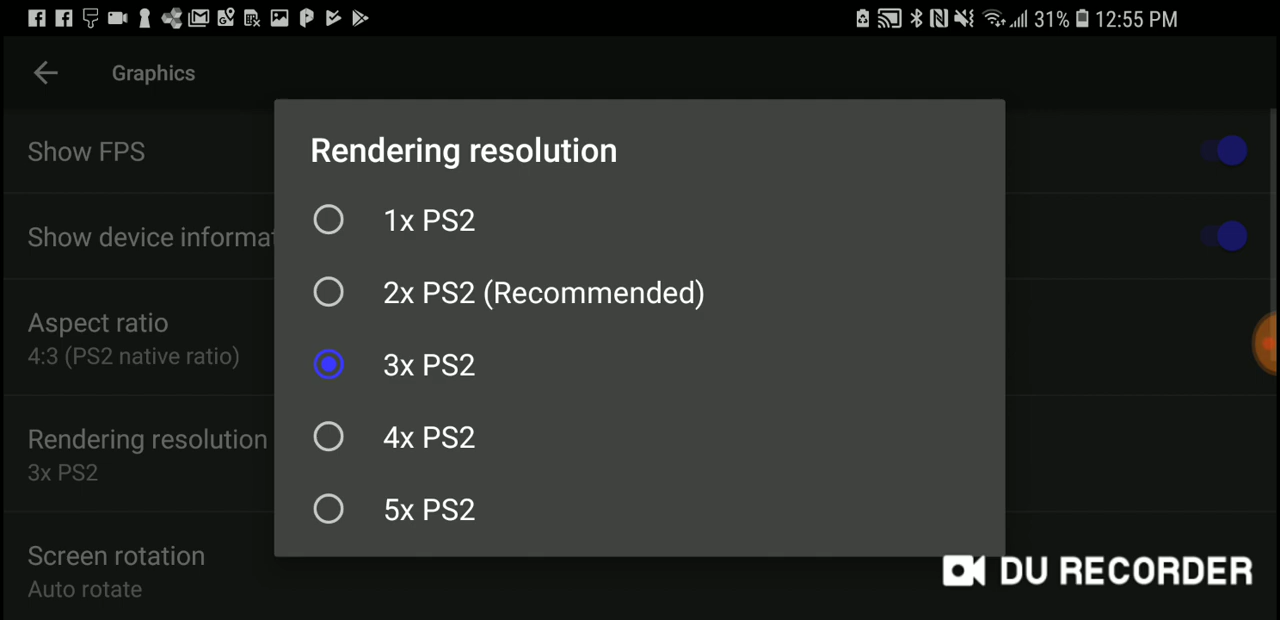 31% 12:55 PM
Graphics
Show FPS
Show device informat
Aspect ratio
4:3 (PS2 native ratio)
Rendering resolution
3x PS2
Screen rotation
Auto rotate
Rendering resolution
1x PS2
2x PS2 (Recommended)
3x PS2
4x PS2
5x PS2
DU RECORDER